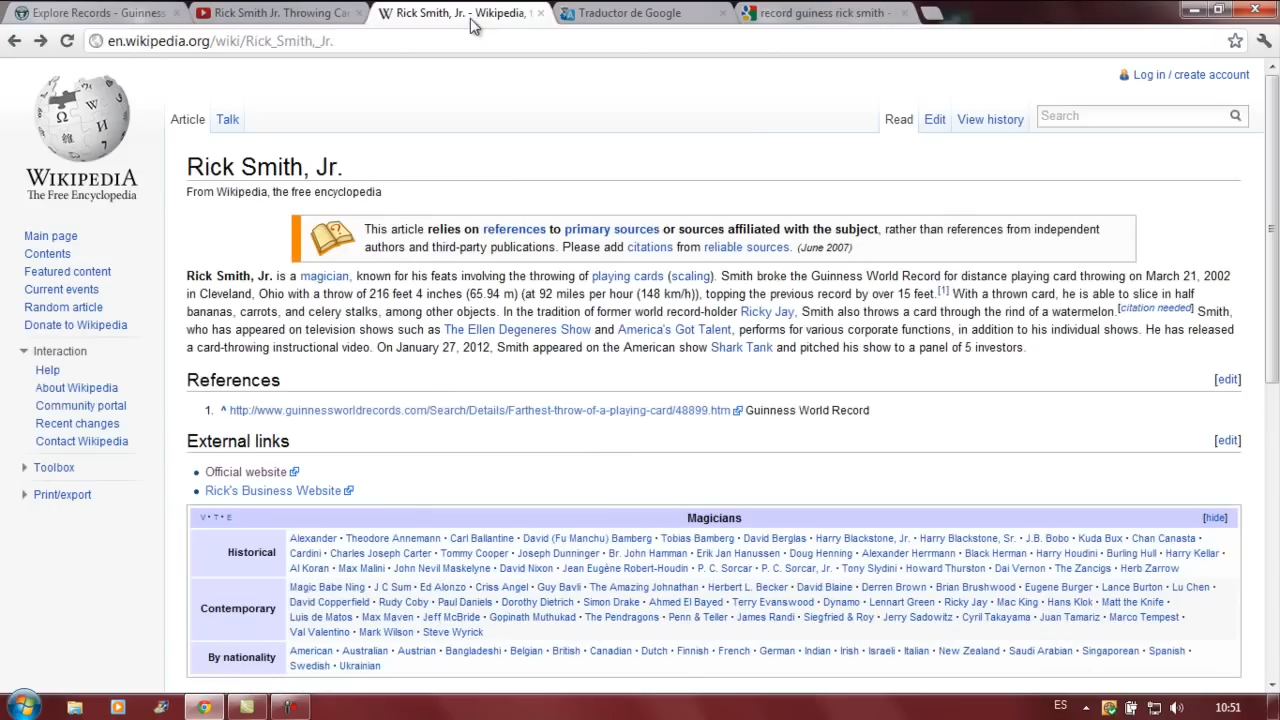 Explore Records - Guinness
Rick Smith Jr. Throwing Ca
Rick Smith, Jr. - Wikipedia, t
Traductor de Google
record guiness rick smith -
en.wikipedia.org/wiki/Rick_Smith,_Jr.
Log in / create account
Article Talk
Read Edit View history Search
WIKIPEDIA
The Free Encyclopedia
Main page
Contents
Featured content
Current events
Random article
Donate to Wikipedia
Interaction
Help
About Wikipedia
Community portal
Recent changes
Contact Wikipedia
Toolbox
Print/export
Rick Smith, Jr.
From Wikipedia, the free encyclopedia
This article relies on references to primary sources or sources affiliated with the subject, rather than references from independent
authors and third-party publications. Please add citations from reliable sources. (June 2007)
Rick Smith, Jr. is a magician, known for his feats involving the throwing of playing cards (scaling). Smith broke the Guinness World Record for distance playing card throwing on March 21, 2002
in Cleveland, Ohio with a throw of 216 feet 4 inches (65.94 m) (at 92 miles per hour (148 km/h)), topping the previous record by over 15 feet.[1] With a thrown card, he is able to slice in half
bananas, carrots, and celery stalks, among other objects. In the tradition of former world record-holder Ricky Jay, Smith also throws a card through the rind of a watermelon.[citation needed] Smith,
who has appeared on television shows such as The Ellen Degeneres Show and America's Got Talent, performs for various corporate functions, in addition to his individual shows. He has released
a card-throwing instructional video. On January 27, 2012, Smith appeared on the American show Shark Tank and pitched his show to a panel of 5 investors.
References [edit]
1. ^ http://www.guinnessworldrecords.com/Search/Details/Farthest-throw-of-a-playing-card/48899.htm Guinness World Record
External links [edit]
• Official website
• Rick's Business Website
V • T • E Magicians [hide]
Historical
Alexander • Theodore Annemann • Carl Ballantine • David (Fu Manchu) Bamberg • Tobias Bamberg • David Berglas • Harry Blackstone, Jr. • Harry Blackstone, Sr. • J.B. Bobo • Kuda Bux • Chan Canasta •
Cardini • Charles Joseph Carter • Tommy Cooper • Joseph Dunninger • Br. John Hamman • Erik Jan Hanussen • Doug Henning • Alexander Herrmann • Black Herman • Harry Houdini • Burling Hull • Harry Kellar •
Al Koran • Max Malini • John Nevil Maskelyne • David Nixon • Jean Eugène Robert-Houdin • P. C. Sorcar • P. C. Sorcar, Jr. • Tony Slydini • Howard Thurston • Dai Vernon • The Zancigs • Herb Zarrow
Contemporary
Magic Babe Ning • J C Sum • Ed Alonzo • Criss Angel • Guy Bavli • The Amazing Johnathan • Herbert L. Becker • David Blaine • Derren Brown • Brian Brushwood • Eugene Burger • Lance Burton • Lu Chen •
David Copperfield • Rudy Coby • Paul Daniels • Dorothy Dietrich • Simon Drake • Ahmed El Bayed • Terry Evanswood • Dynamo • Lennart Green • Ricky Jay • Mac King • Hans Klok • Matt the Knife •
Luis de Matos • Max Maven • Jeff McBride • Gopinath Muthukad • The Pendragons • Penn & Teller • James Randi • Siegfried & Roy • Jerry Sadowitz • Cyril Takayama • Juan Tamariz • Marco Tempest •
Val Valentino • Mark Wilson • Steve Wyrick
By nationality
American • Australian • Austrian • Bangladeshi • Belgian • British • Canadian • Dutch • Finnish • French • German • Indian • Irish • Israeli • Italian • New Zealand • Saudi Arabian • Singaporean • Spanish •
Swedish • Ukrainian
ES 10:51